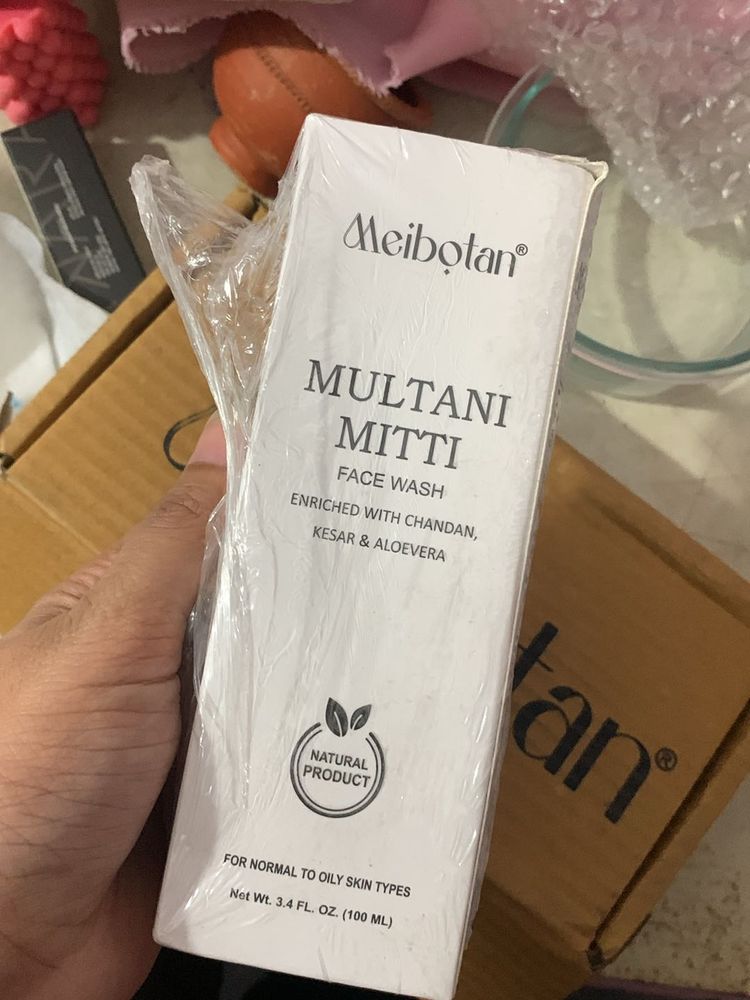 Meibotan®
MULTANI
MITTI
FACE WASH
ENRICHED WITH CHANDAN,
KESAR & ALOEVERA
NATURAL
PRODUCT
FOR NORMAL TO OILY SKIN TYPES
Net Wt. 3.4 FL. OZ. (100 ML)
tan®